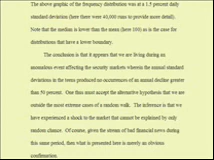 The above graphic of the frequency distribution was at a 1.5 percent daily
standard deviation (here there were 40,000 runs to provide more detail).
Note that the median is lower than the mean (here 100) as is the case for
distributions that have a lower boundary.
The conclusion is that it appears that we are living during an
anomalous event affecting the security markets wherein the annual standard
deviations in the teens produced no occurrences of an annual decline greater
than 50 percent. One thus must accept the alternative hypothesis that we are
outside the most extreme cases of a random walk. The inference is that we
have experienced a shock to the market that cannot be explained by only
random chance. Of course, given the stream of bad financial news during
this same period, then what is presented here is merely an obvious
confirmation.